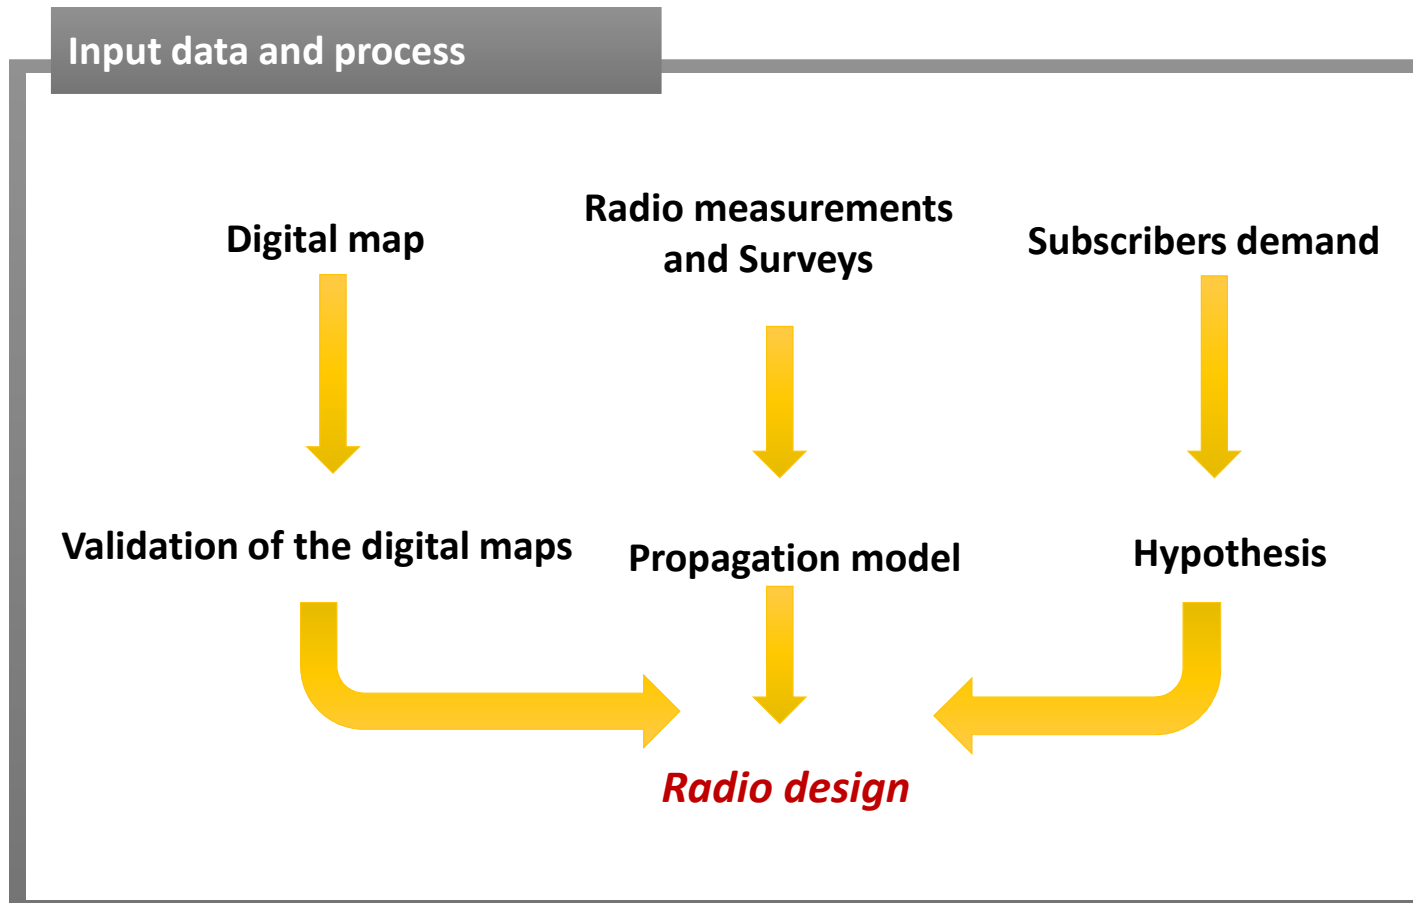 Input data and process
Digital map
Radio measurements
and Surveys
Subscribers demand
Validation of the digital maps
Propagation model
Hypothesis
Radio design